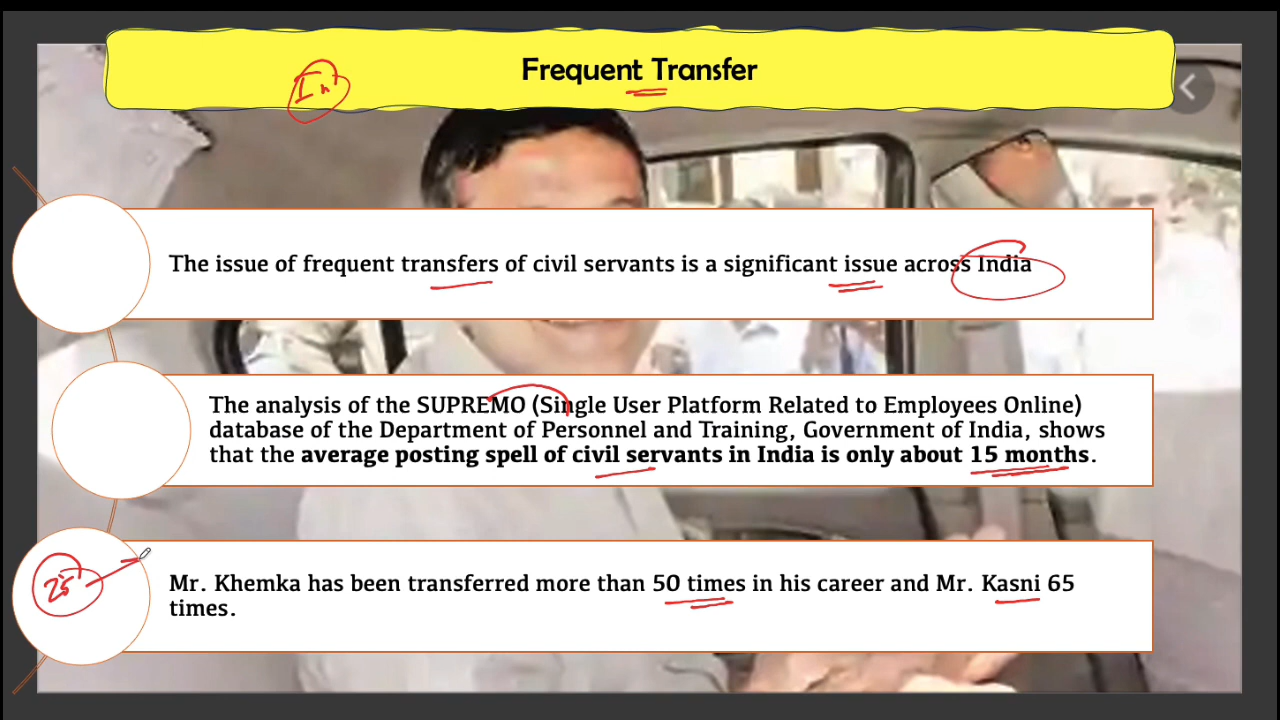 Frequent Transfer
In
The issue of frequent transfers of civil servants is a significant issue across India
The analysis of the SUPREMO (Single User Platform Related to Employees Online)
database of the Department of Personnel and Training, Government of India, shows
that the average posting spell of civil servants in India is only about 15 months.
25
Mr. Khemka has been transferred more than 50 times in his career and Mr. Kasni 65
times.